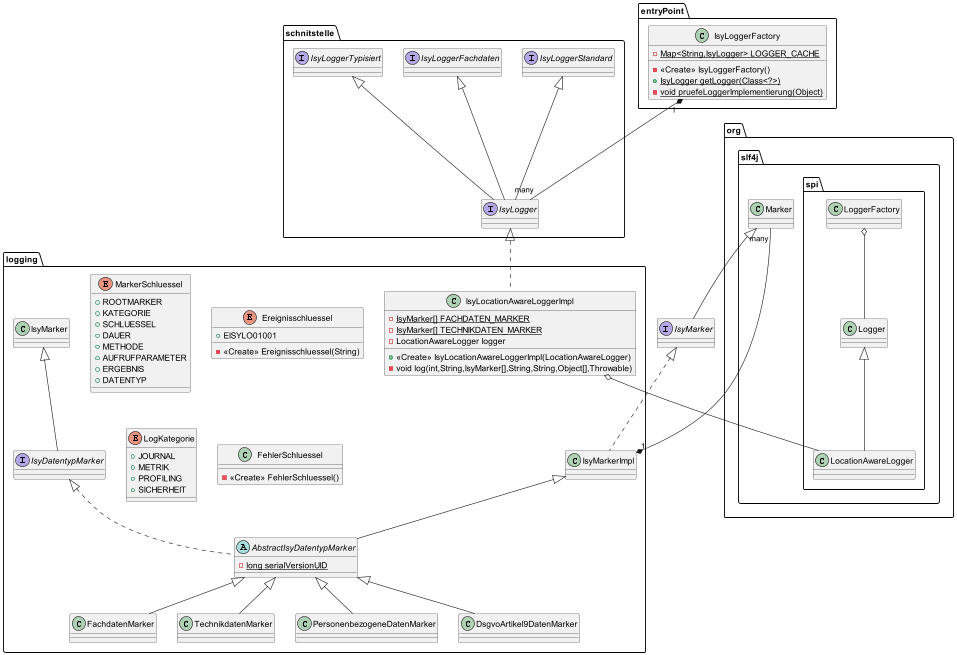 schnitstelle
I IsyLoggerTypisiert
I IsyLoggerFachdaten
I IsyLoggerStandard
many
I IsyLogger
entryPoint
C IsyLoggerFactory
Map<String,IsyLogger> LOGGER_CACHE
«Create» IsyLoggerFactory()
IsyLogger getLogger(Class<?>)
void pruefeLoggerImplementierung(Object)
1
org
slf4j
spi
C Marker
many
C LoggerFactory
I IsyMarker
C Logger
C LocationAwareLogger
logging
E MarkerSchluessel
ROOTMARKER
KATEGORIE
SCHLUESSEL
DAUER
METHODE
AUFRUFPARAMETER
ERGEBNIS
DATENTYP
C IsyMarker
E Ereignisschluessel
EISYLO01001
«Create» Ereignisschluessel(String)
C IsyLocationAwareLoggerImpl
IsyMarker[] FACHDATEN_MARKER
IsyMarker[] TECHNIKDATEN_MARKER
LocationAwareLogger logger
«Create» IsyLocationAwareLoggerImpl(LocationAwareLogger)
void log(int,String,IsyMarker[],String,String,Object[],Throwable)
I IsyDatentypMarker
E LogKategorie
JOURNAL
METRIK
PROFILING
SICHERHEIT
C FehlerSchluessel
«Create» FehlerSchluessel()
1
C IsyMarkerImpl
A AbstractIsyDatentypMarker
long serialVersionUID
C FachdatenMarker
C TechnikdatenMarker
C PersonenbezogeneDatenMarker
C DsgvoArtikel9DatenMarker